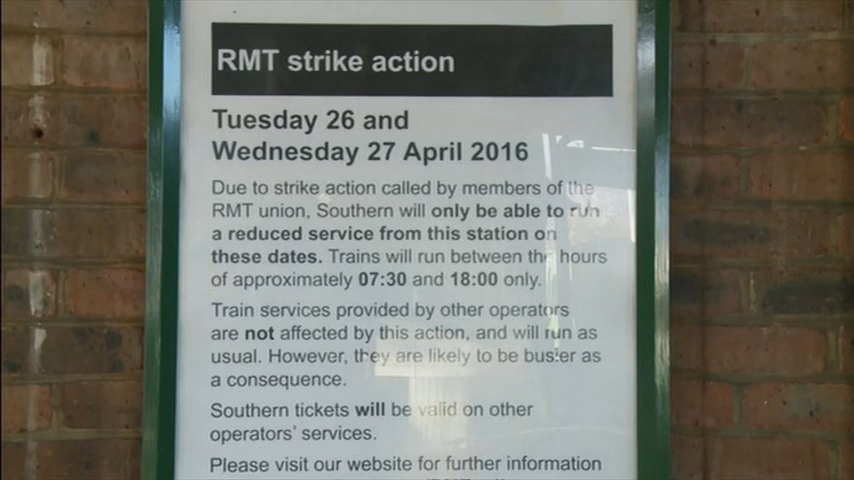 RMT strike action
Tuesday 26 and
Wednesday 27 April 2016
Due to strike action called by members of the
RMT union, Southern will only be able to run
a reduced service from this station on
these dates. Trains will run between the hours
of approximately 07:30 and 18:00 only.
Train services provided by other operators
are not affected by this action, and will run as
usual. However, they are likely to be busier as
a consequence.
Southern tickets will be valid on other
operators' services.
Please visit our website for further information